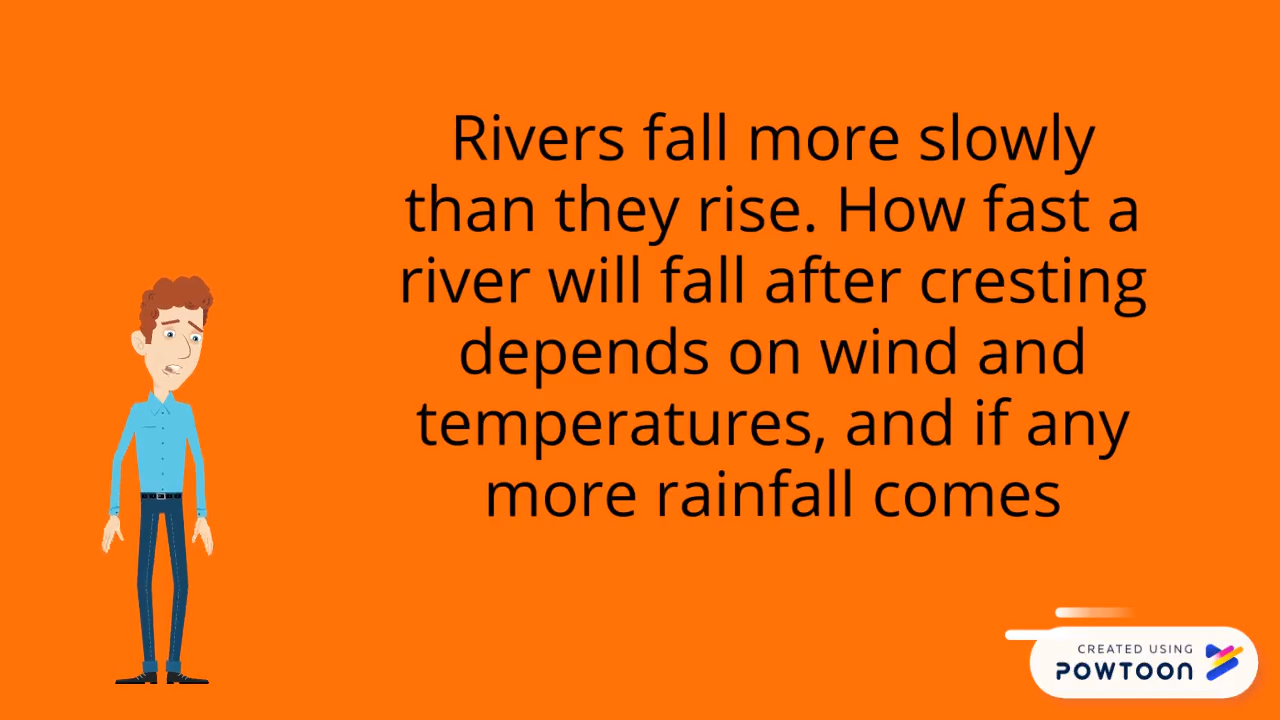 Rivers fall more slowly
than they rise. How fast a
river will fall after cresting
depends on wind and
temperatures, and if any
more rainfall comes
CREATED USING
POWTOON